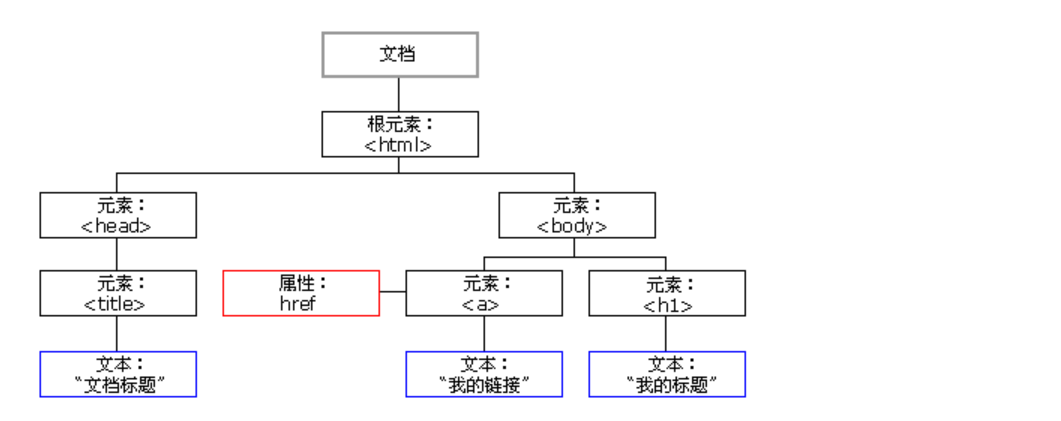 文档
根元素：
<html>
元素：
<head>
元素：
<body>
元素：
<title>
属性：
href
元素：
<a>
元素：
<h1>
文本：
“文档标题”
文本：
“我的链接”
文本：
“我的标题”